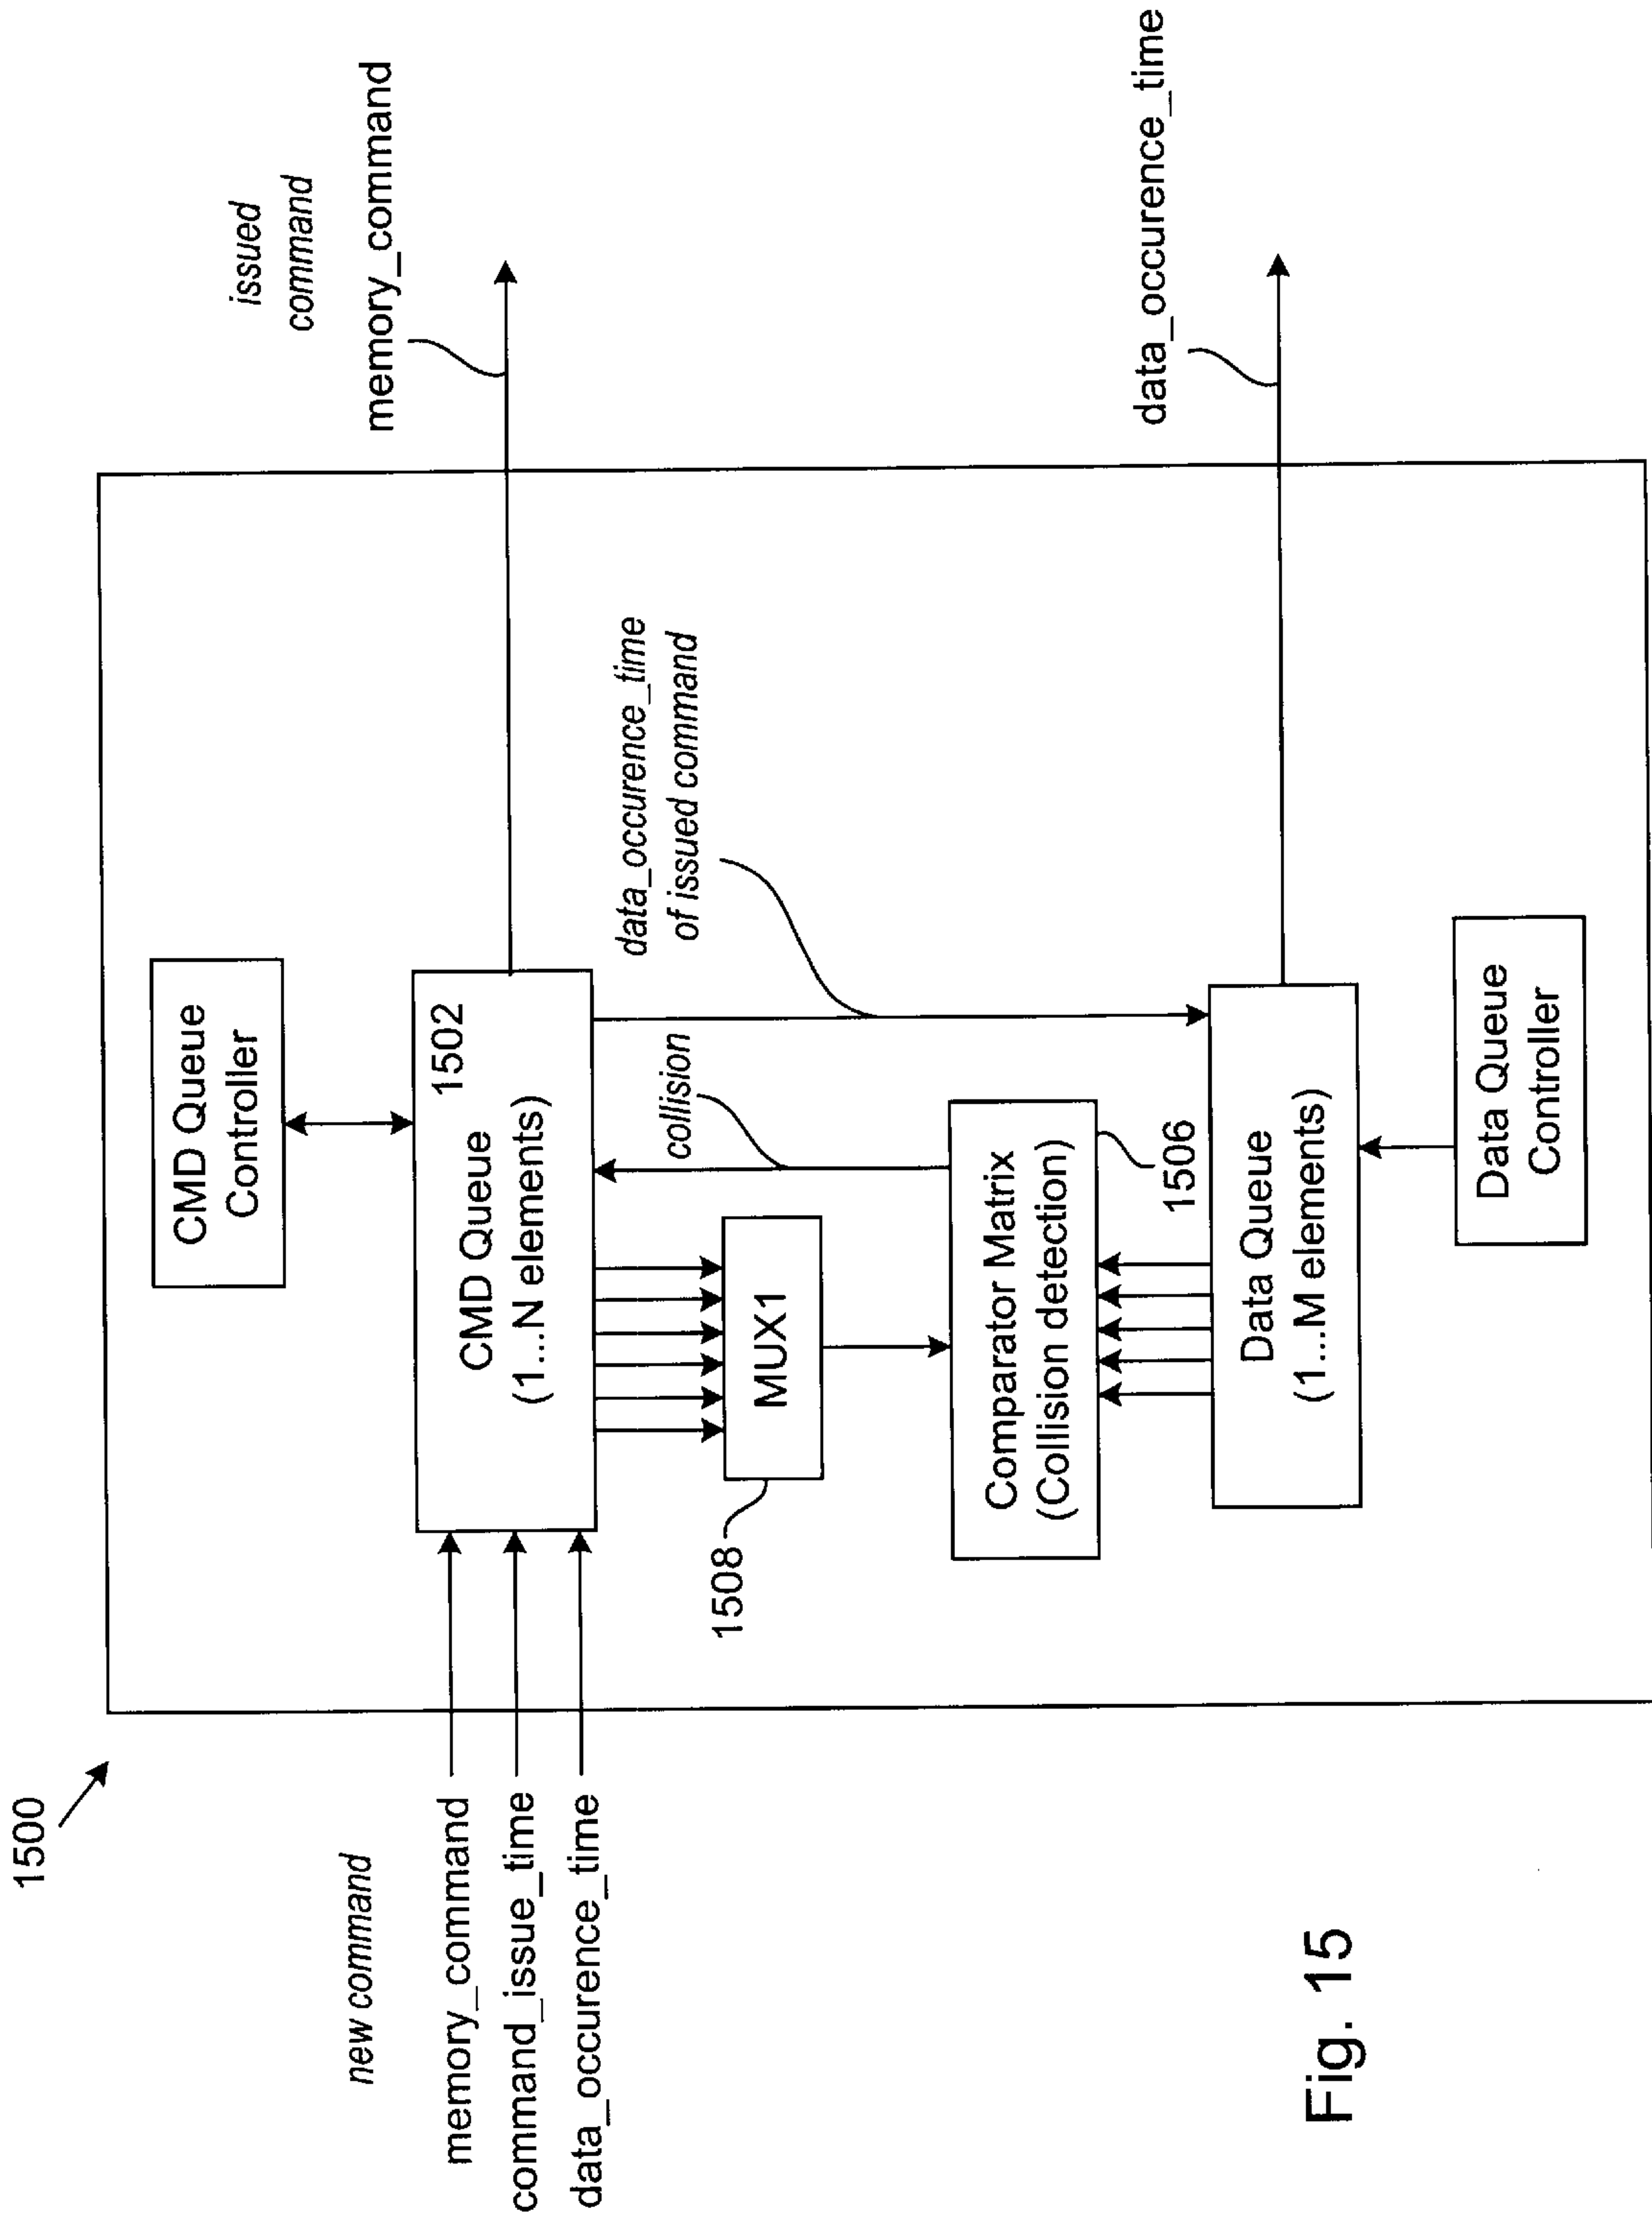 1500
new command
memory_command
command_issue_time
data_occurence_time
CMD Queue
Controller
1502
CMD Queue
(1...N elements)
issued
command
memory_command
1508
MUX1
collision
data_occurence_time
of issued command
Comparator Matrix
(Collision detection)
1506
Data Queue
(1...M elements)
data_occurence_time
Data Queue
Controller
Fig. 15